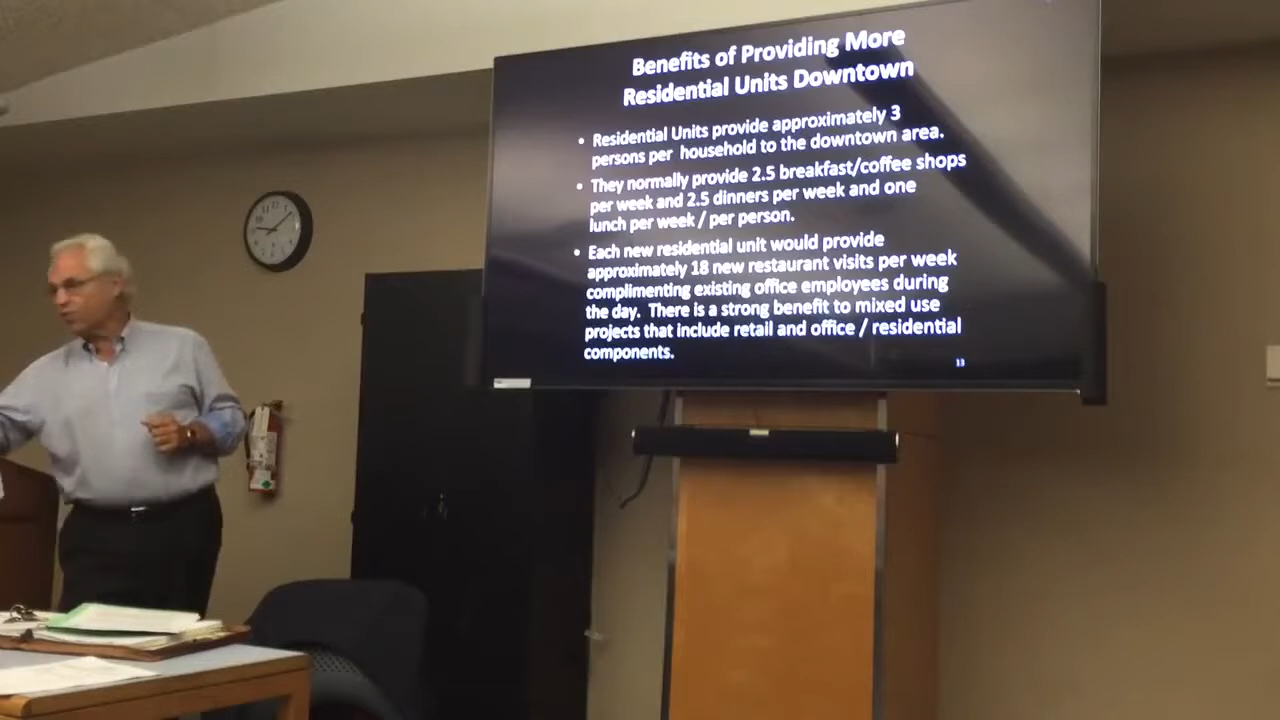 Benefits of Providing More
Residential Units Downtown
• Residential Units provide approximately 3
persons per household to the downtown area.
• They normally provide 2.5 breakfast/coffee shops
per week and 2.5 dinners per week and one
lunch per week / per person.
• Each new residential unit would provide
approximately 18 new restaurant visits per week
complimenting existing office employees during
the day. There is a strong benefit to mixed use
projects that include retail and office / residential
components.
13